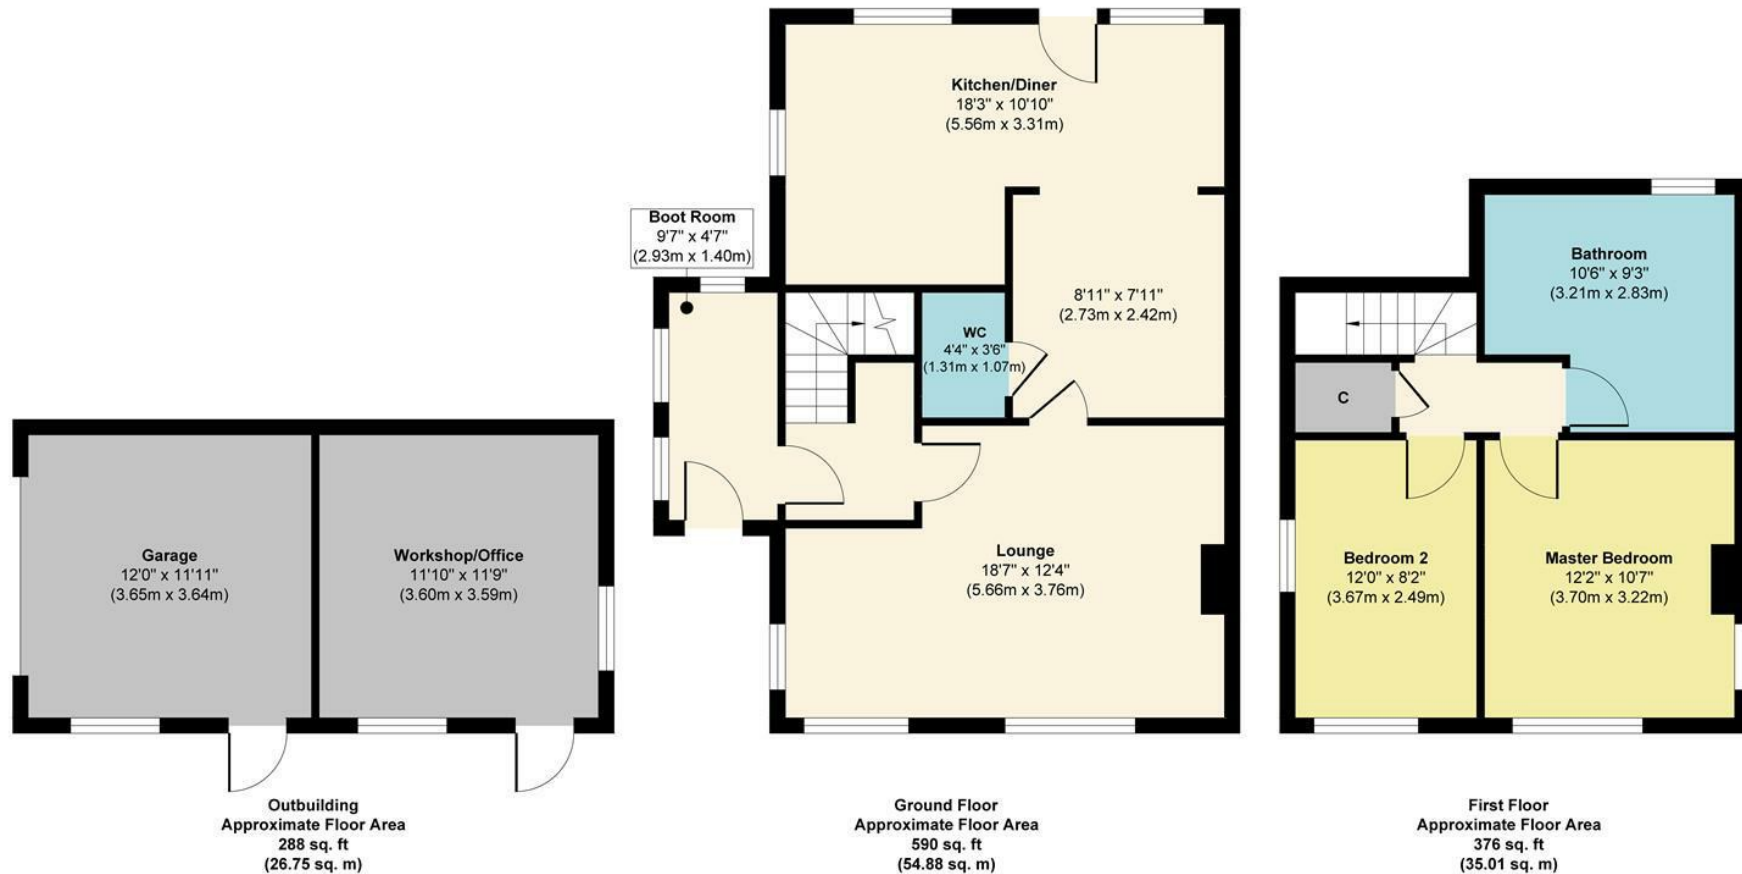 Kitchen/Diner
18'3" x 10'10"
(5.56m x 3.31m)
Boot Room
9'7" x 4'7"
(2.93m x 1.40m)
8'11" x 7'11"
(2.73m x 2.42m)
WC
4'4" x 3'6"
(1.31m x 1.07m)
Bathroom
10'6" x 9'3"
(3.21m x 2.83m)
C
Garage
12'0" x 11'11"
(3.65m x 3.64m)
Workshop/Office
11'10" x 11'9"
(3.60m x 3.59m)
Lounge
18'7" x 12'4"
(5.66m x 3.76m)
Bedroom 2
12'0" x 8'2"
(3.67m x 2.49m)
Master Bedroom
12'2" x 10'7"
(3.70m x 3.22m)
Outbuilding
Approximate Floor Area
288 sq. ft
(26.75 sq. m)
Ground Floor
Approximate Floor Area
590 sq. ft
(54.88 sq. m)
First Floor
Approximate Floor Area
376 sq. ft
(35.01 sq. m)